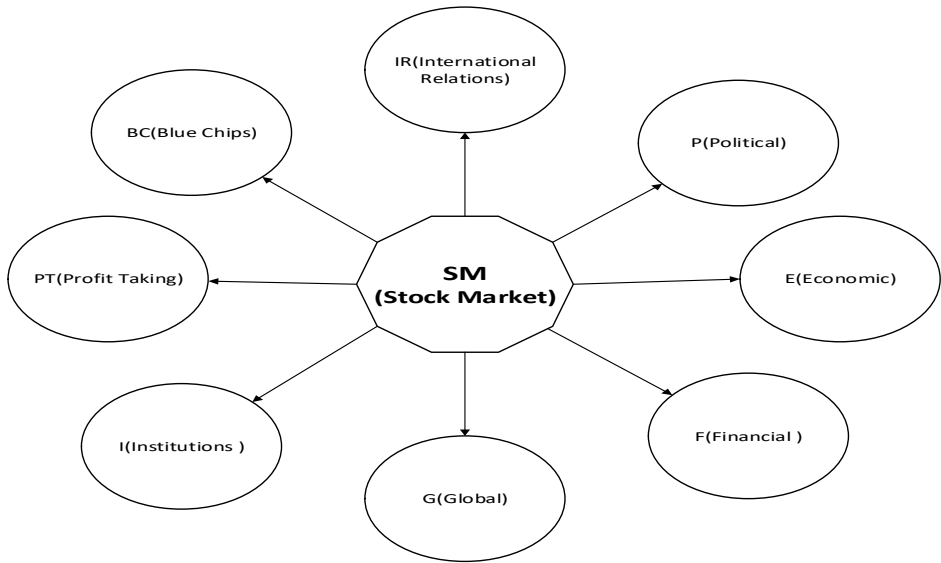 IR(International
Relations)
BC(Blue Chips)
P(Political)
PT(Profit Taking)
SM
(Stock Market)
E(Economic)
I(Institutions )
F(Financial )
G(Global)